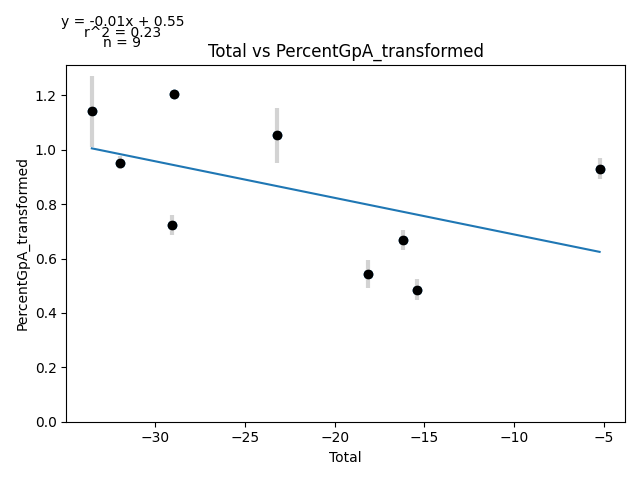 y = -0.01x + 0.55
r^2 = 0.23
n = 9
Total vs PercentGpA_transformed
PercentGpA_transformed
1.2
1.0
0.8
0.6
0.4
0.2
0.0
−30
−25
−20
−15
−10
−5
Total